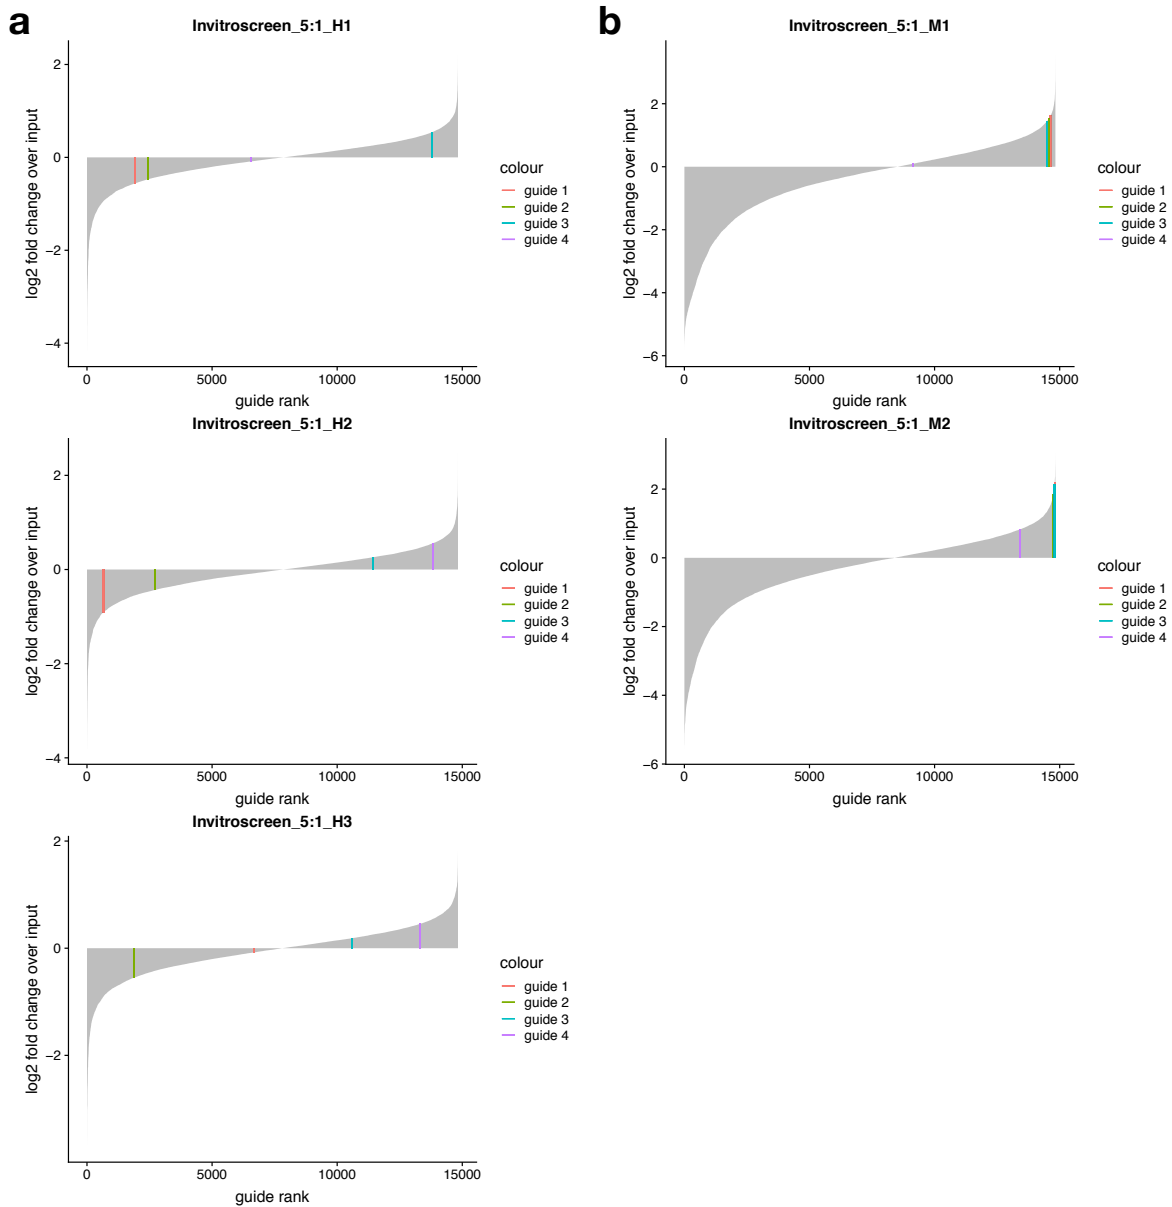 a
Invitroscreen_5:1_H1
log2 fold change over input
2
0
−2
−4
0 5000 10000 15000
guide rank
colour
guide 1
guide 2
guide 3
guide 4
Invitroscreen_5:1_H2
log2 fold change over input
2
0
−2
−4
0 5000 10000 15000
guide rank
colour
guide 1
guide 2
guide 3
guide 4
Invitroscreen_5:1_H3
log2 fold change over input
2
0
−2
0 5000 10000 15000
guide rank
colour
guide 1
guide 2
guide 3
guide 4
b
Invitroscreen_5:1_M1
log2 fold change over input
2
0
−2
−4
−6
0 5000 10000 15000
guide rank
colour
guide 1
guide 2
guide 3
guide 4
Invitroscreen_5:1_M2
log2 fold change over input
2
0
−2
−4
−6
0 5000 10000 15000
guide rank
colour
guide 1
guide 2
guide 3
guide 4